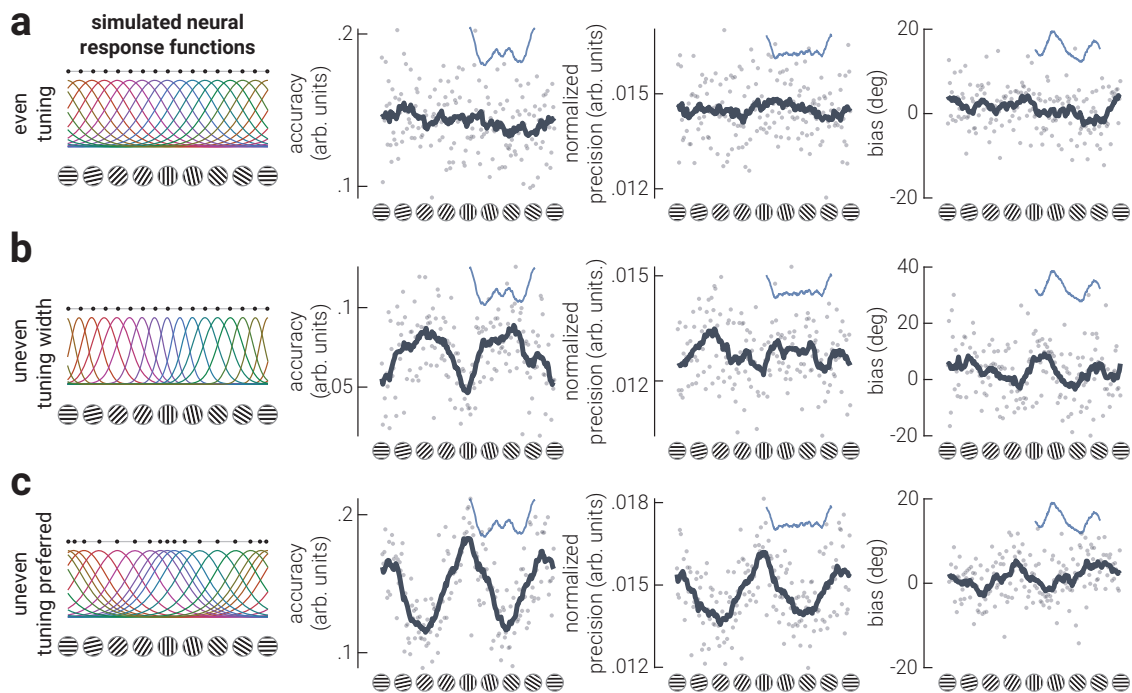 a
simulated neural
response functions
even
tuning
accuracy
(arb. units)
.2
.1
normalized
precision (arb. units)
.015
.012
bias (deg)
20
0
-20
b
uneven
tuning width
accuracy
(arb. units)
.1
.05
normalized
precision (arb. units.)
.015
.012
bias (deg)
40
20
0
-20
c
uneven
tuning preferred
accuracy
(arb. units)
.2
.1
normalized
precision (arb. units)
.018
.015
.012
bias (deg)
20
0
-20